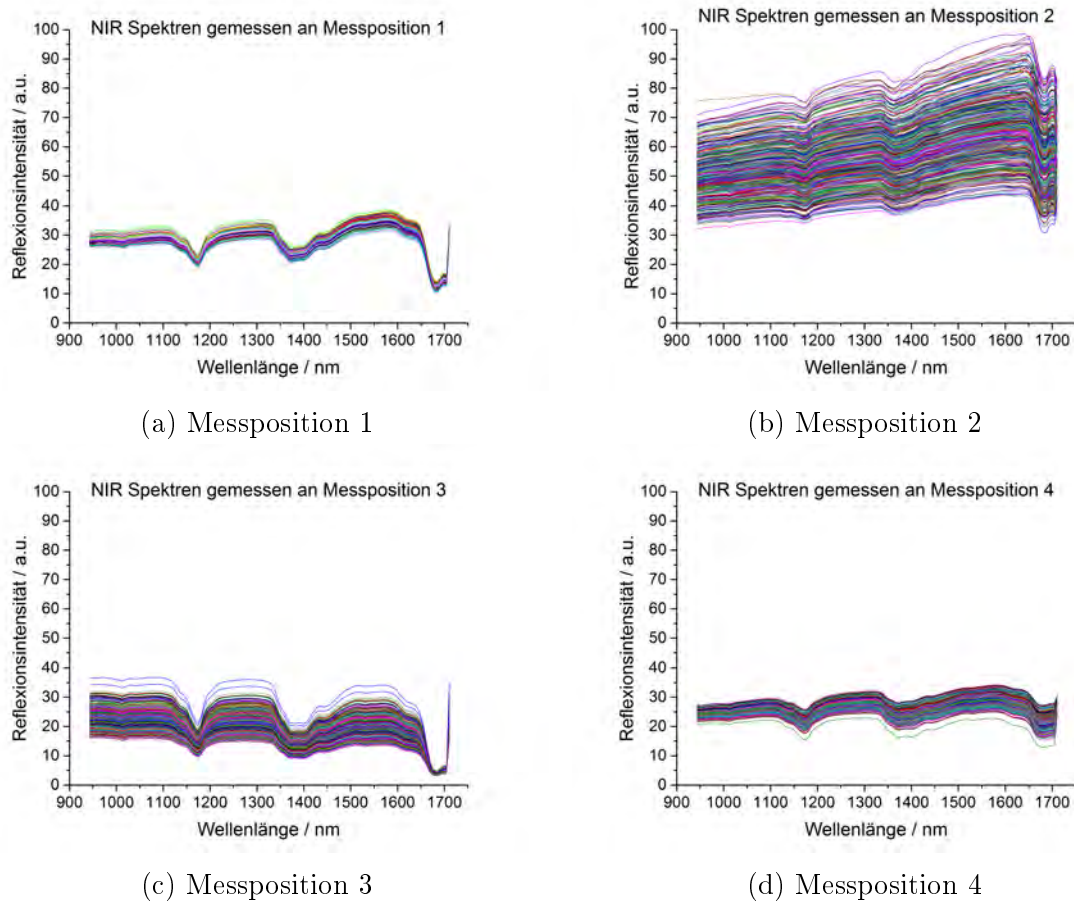 NIR Spektren gemessen an Messposition 1
Reflexionsintensität / a.u.
100
90
80
70
60
50
40
30
20
10
0
900 1000 1100 1200 1300 1400 1500 1600 1700
Wellenlänge / nm
(a) Messposition 1
NIR Spektren gemessen an Messposition 2
Reflexionsintensität / a.u.
100
90
80
70
60
50
40
30
20
10
0
900 1000 1100 1200 1300 1400 1500 1600 1700
Wellenlänge / nm
(b) Messposition 2
NIR Spektren gemessen an Messposition 3
Reflexionsintensität / a.u.
100
90
80
70
60
50
40
30
20
10
0
900 1000 1100 1200 1300 1400 1500 1600 1700
Wellenlänge / nm
(c) Messposition 3
NIR Spektren gemessen an Messposition 4
Reflexionsintensität / a.u.
100
90
80
70
60
50
40
30
20
10
0
900 1000 1100 1200 1300 1400 1500 1600 1700
Wellenlänge / nm
(d) Messposition 4